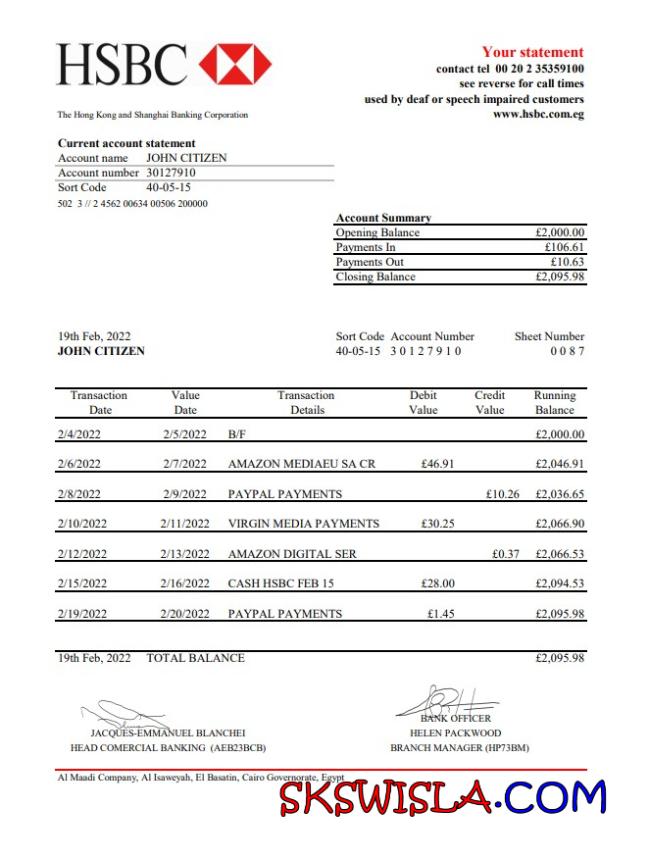 HSBC
Your statement
contact tel 00 20 2 35359100
see reverse for call times
used by deaf or speech impaired customers
The Hong Kong and Shanghai Banking Corporation
www.hsbc.com.eg
Current account statement
Account name JOHN CITIZEN
Account number 30127910
Sort Code 40-05-15
502 3 // 2 4562 00634 00506 200000
Account Summary
Opening Balance £2,000.00
Payments In £106.61
Payments Out £10.63
Closing Balance £2,095.98
19th Feb, 2022 Sort Code Account Number Sheet Number
JOHN CITIZEN 40-05-15 3 0 1 2 7 9 1 0 0 0 8 7
Transaction Value Transaction Debit Credit Running
Date Date Details Value Value Balance
2/4/2022 2/5/2022 B/F £2,000.00
2/6/2022 2/7/2022 AMAZON MEDIAEU SA CR £46.91 £2,046.91
2/8/2022 2/9/2022 PAYPAL PAYMENTS £10.26 £2,036.65
2/10/2022 2/11/2022 VIRGIN MEDIA PAYMENTS £30.25 £2,066.90
2/12/2022 2/13/2022 AMAZON DIGITAL SER £0.37 £2,066.53
2/15/2022 2/16/2022 CASH HSBC FEB 15 £28.00 £2,094.53
2/19/2022 2/20/2022 PAYPAL PAYMENTS £1.45 £2,095.98
19th Feb, 2022 TOTAL BALANCE £2,095.98
BANK OFFICER
JACQUES-EMMANUEL BLANCHEI HELEN PACKWOOD
HEAD COMERCIAL BANKING (AEB23BCB) BRANCH MANAGER (HP73BM)
Al Maadi Company, Al Isaweyah, El Basatin, Cairo Governorate, Egypt
SKSWISLA.COM